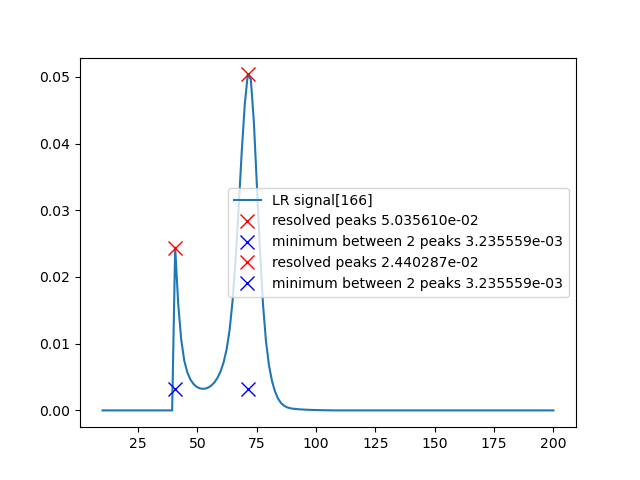 0.05
0.04
0.03
0.02
0.01
0.00
LR signal[166]
resolved peaks 5.035610e-02
minimum between 2 peaks 3.235559e-03
resolved peaks 2.440287e-02
minimum between 2 peaks 3.235559e-03
25 50 75 100 125 150 175 200